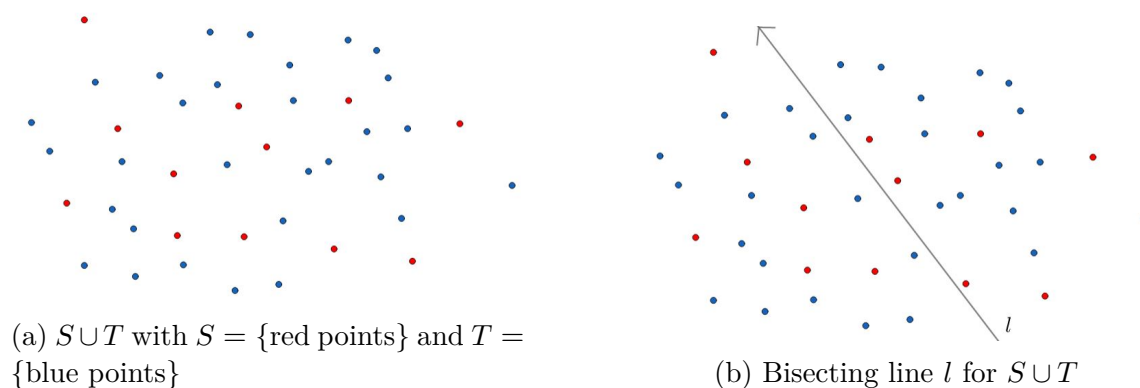 (a) S ∪ T with S = {red points} and T =
{blue points}
l
(b) Bisecting line l for S ∪ T